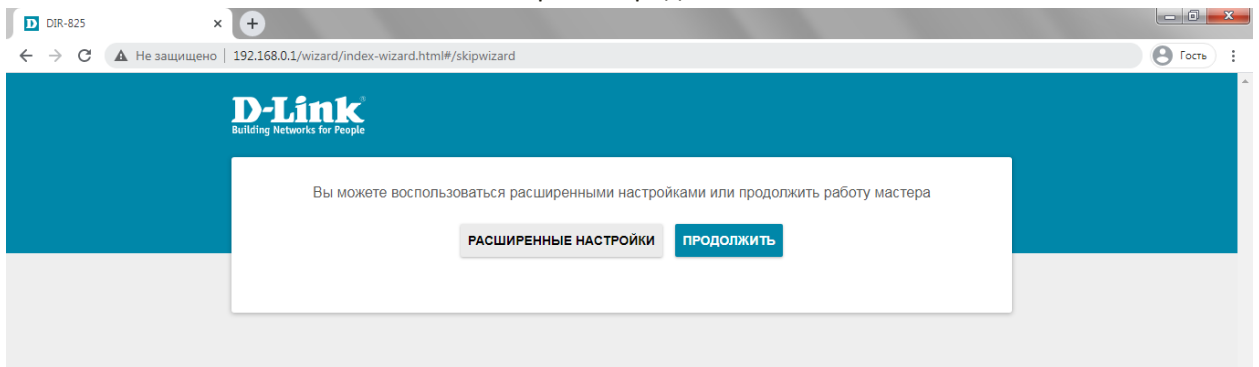 DIR-825
Не защищено
192.168.0.1/wizard/index-wizard.html#/skipwizard
Гость
D-Link
Building Networks for People
Вы можете воспользоваться расширенными настройками или продолжить работу мастера
РАСШИРЕННЫЕ НАСТРОЙКИ
ПРОДОЛЖИТЬ